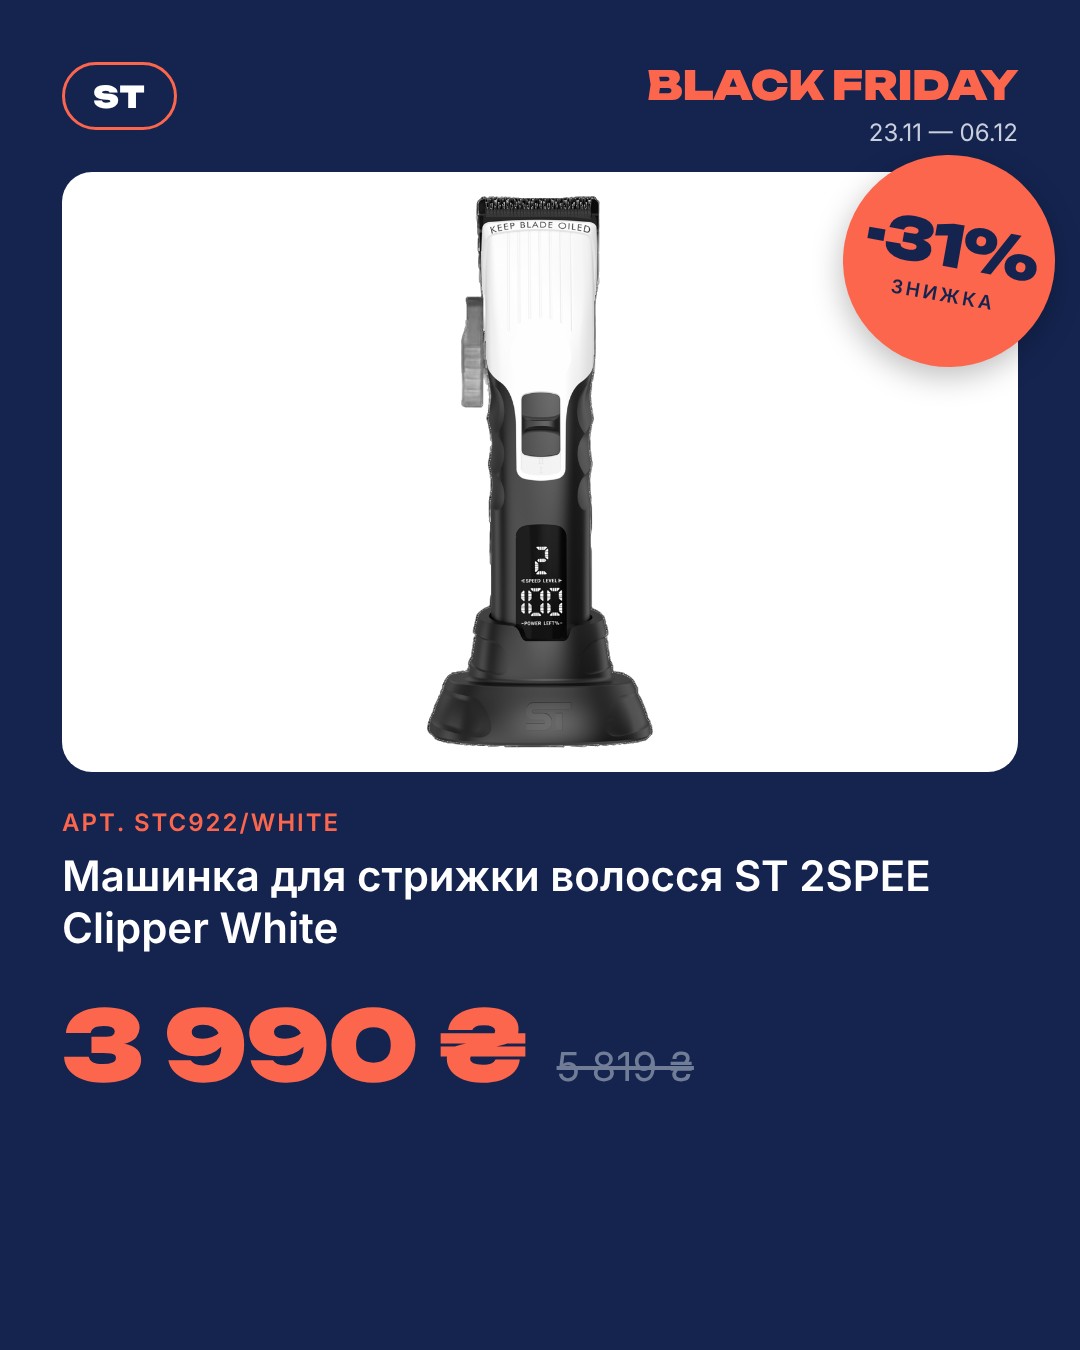 ST
BLACK FRIDAY
23.11 — 06.12
-31%
ЗНИЖКА
KEEP BLADE OILED
2
SPEED LEVEL
100
POWER LEFT%
ST
АРТ. STC922/WHITE
Машинка для стрижки волосся ST 2SPEE
Clipper White
3 990 ₴
5 819 ₴